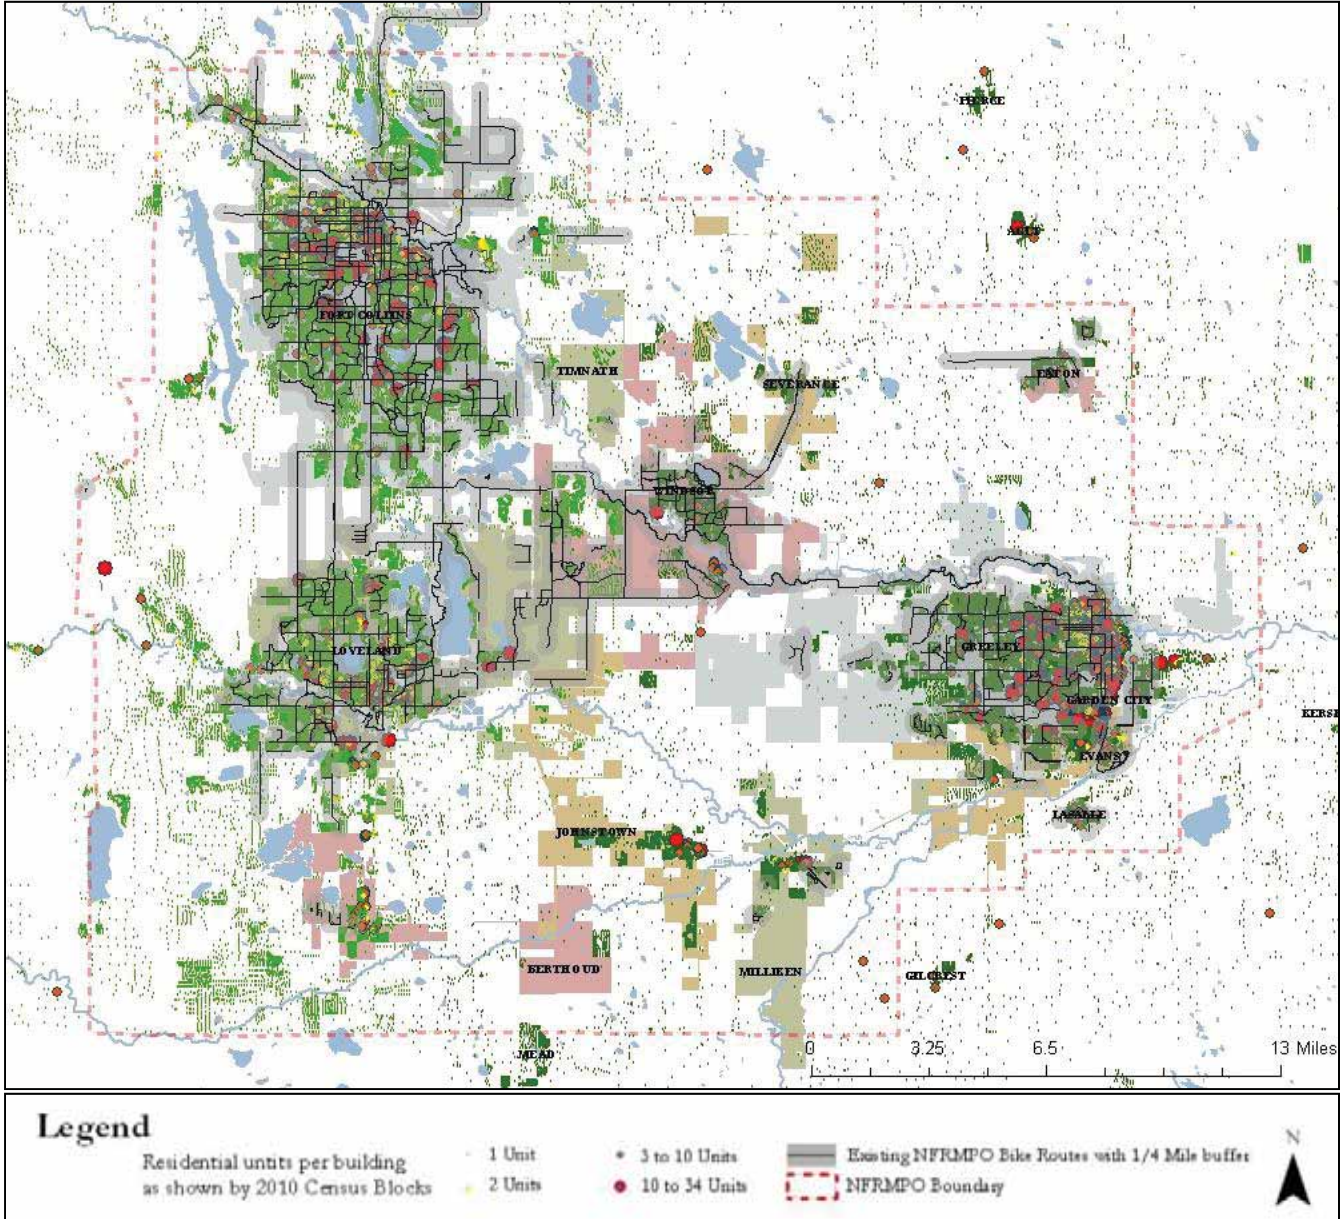 PIERCE
AULT
FORT COLLINS
TIMNATH
SEVERANCE
EATON
WINDSOR
LOVELAND
GREELEY
GARDEN CITY
EVANS
LASALLE
JOHNSTOWN
BERTHOUD
MILLIKEN
GILCREST
MEAD
0 3.25 6.5 13 Miles
Legend
Residential untits per building
as shown by 2010 Census Blocks
1 Unit
2 Units
3 to 10 Units
10 to 34 Units
Existing NFRMPO Bike Routes with 1/4 Mile buffer
NFRMPO Boundary
N